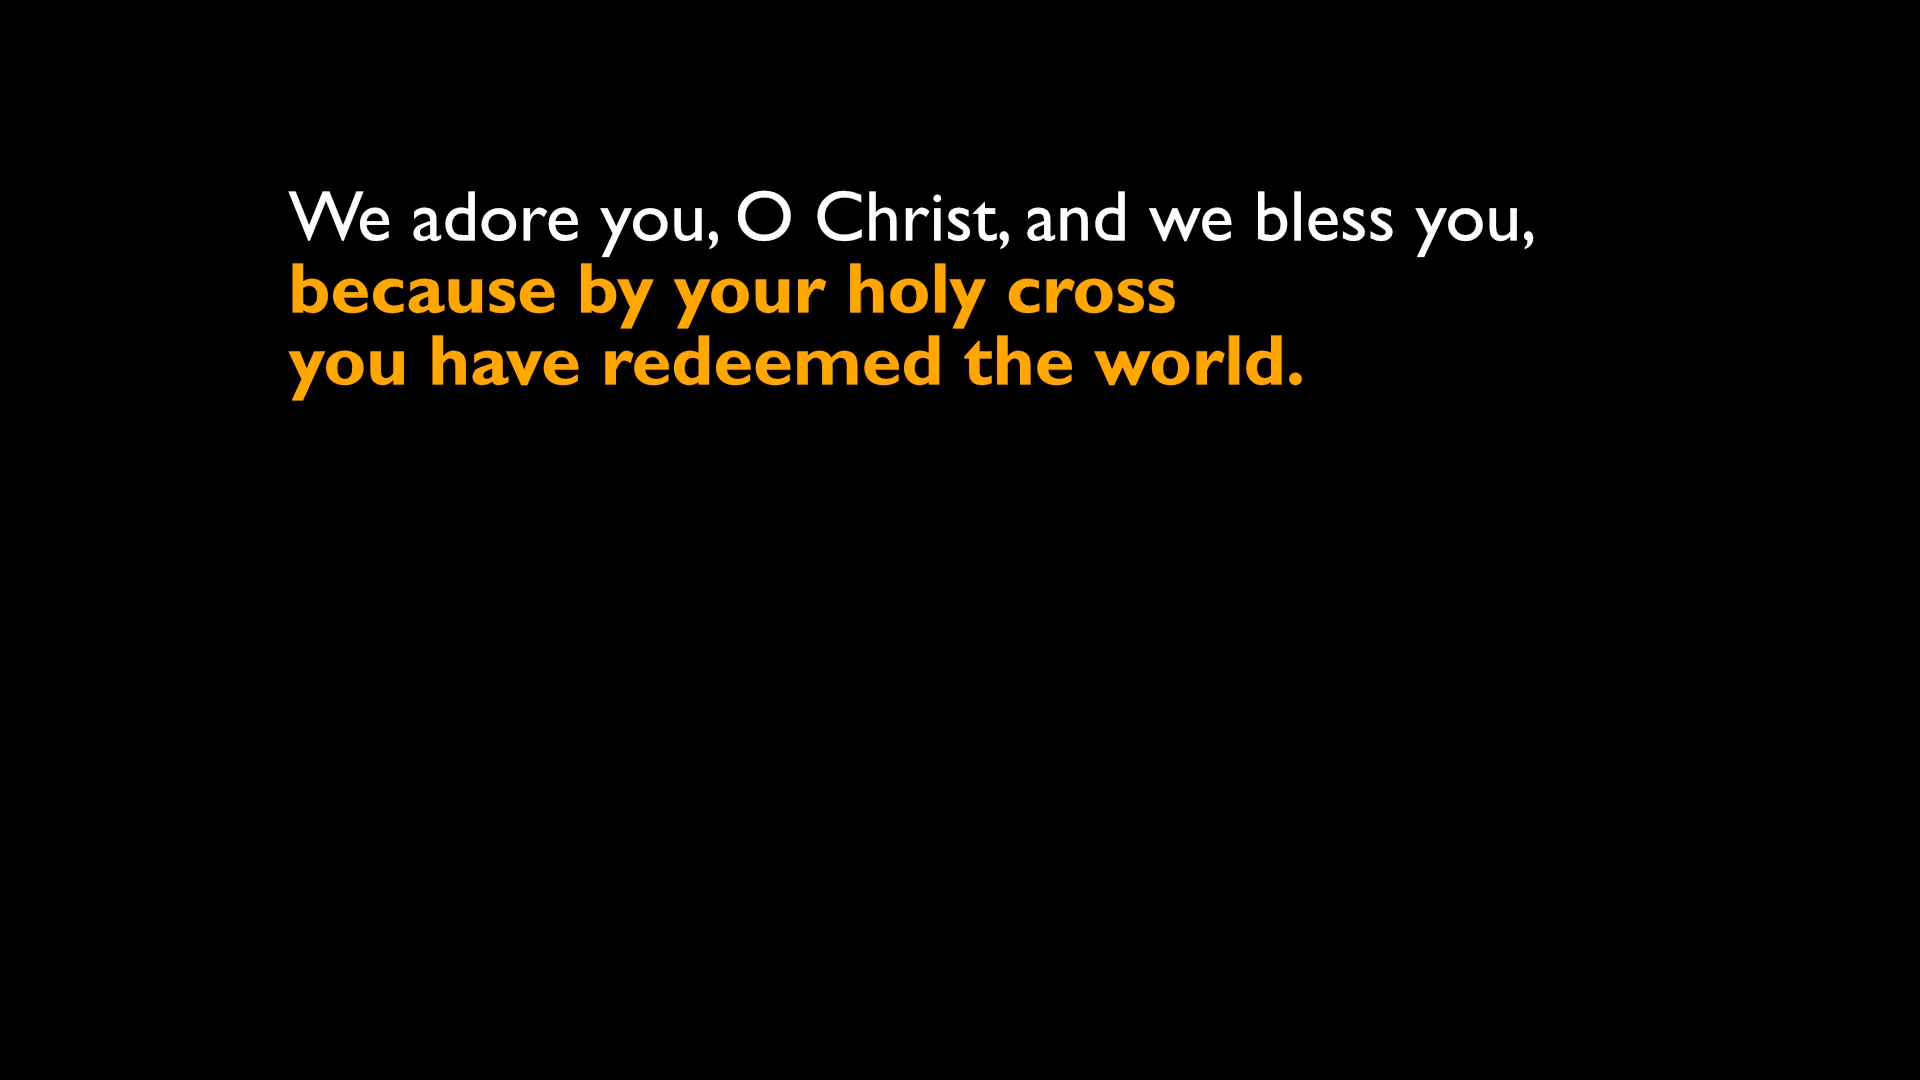 We adore you, O Christ, and we bless you,
because by your holy cross
you have redeemed the world.